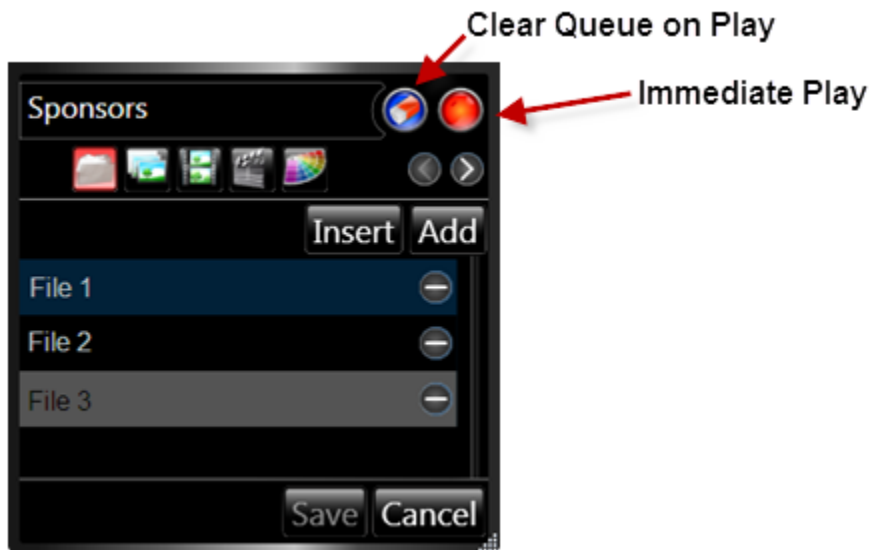 Clear Queue on Play
Immediate Play
Sponsors
Insert Add
File 1
File 2
File 3
Save Cancel